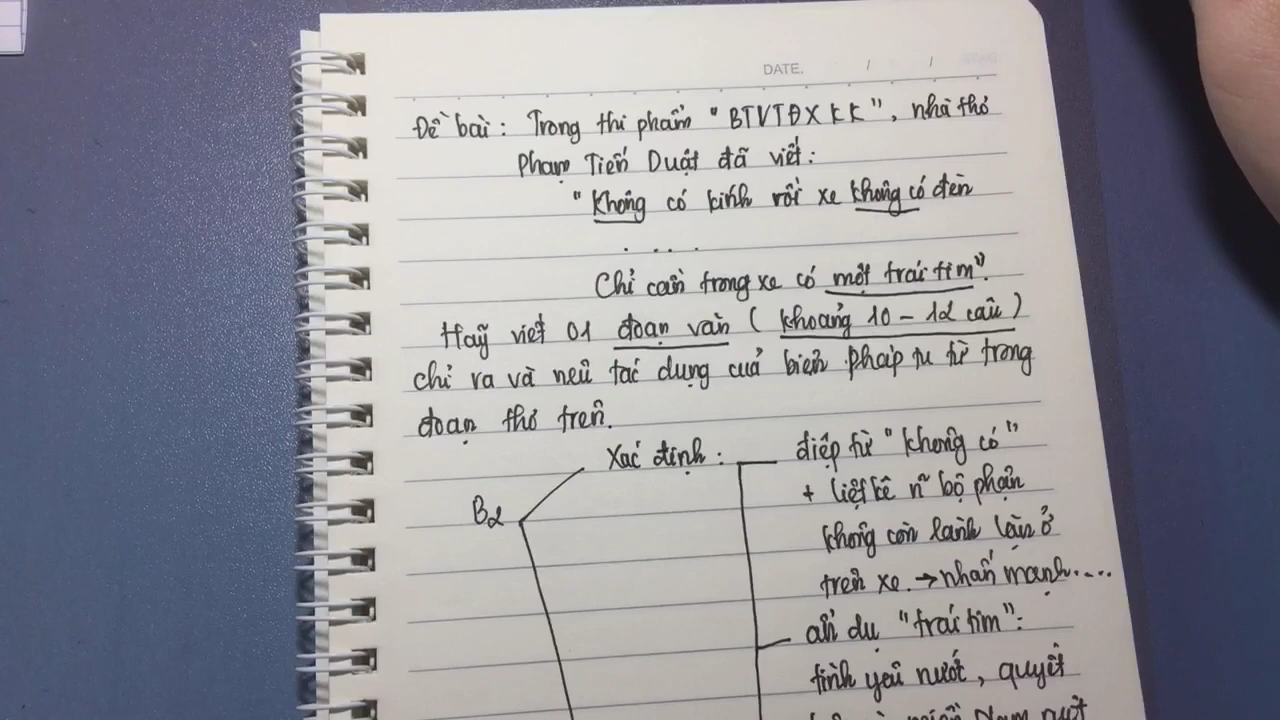 DATE. / /
Đề bài: Trong thi phẩm "BTVTĐXKK", nhà thơ
Phạm Tiến Duật đã viết:
"Không có kính rồi xe không có đèn
. . . .
Chỉ cần trong xe có một trái tim".
Hãy viết 01 đoạn văn (khoảng 10 - 12 câu)
chỉ ra và nêu tác dụng của biện pháp tu từ trong
đoạn thơ trên.
Xác định: điệp từ "không có"
B2
+ liệt kê n~ bộ phận
không còn lành lặn ở
trên xe. → nhấn mạnh....
ẩn dụ "trái tim":
tình yêu nước, quyết
miền Nam ruột